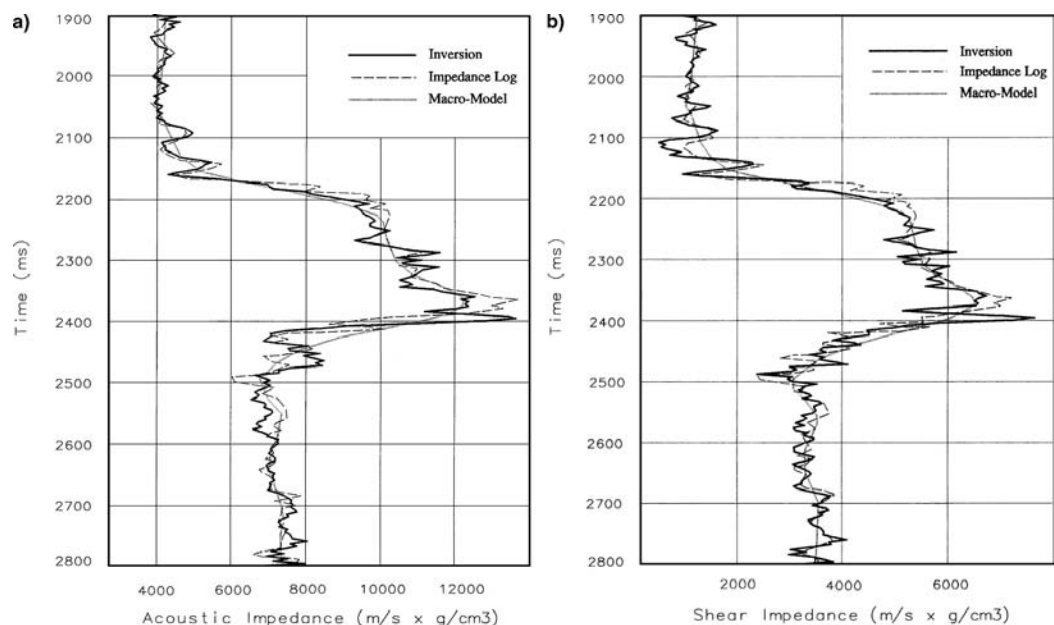 a)
Inversion
Impedance Log
Macro-Model
1900
2000
2100
2200
2300
2400
2500
2600
2700
2800
Time (ms)
4000 6000 8000 10000 12000
Acoustic Impedance (m/s x g/cm3)
b)
Inversion
Impedance Log
Macro-Model
1900
2000
2100
2200
2300
2400
2500
2600
2700
2800
Time (ms)
2000 4000 6000
Shear Impedance (m/s x g/cm3)